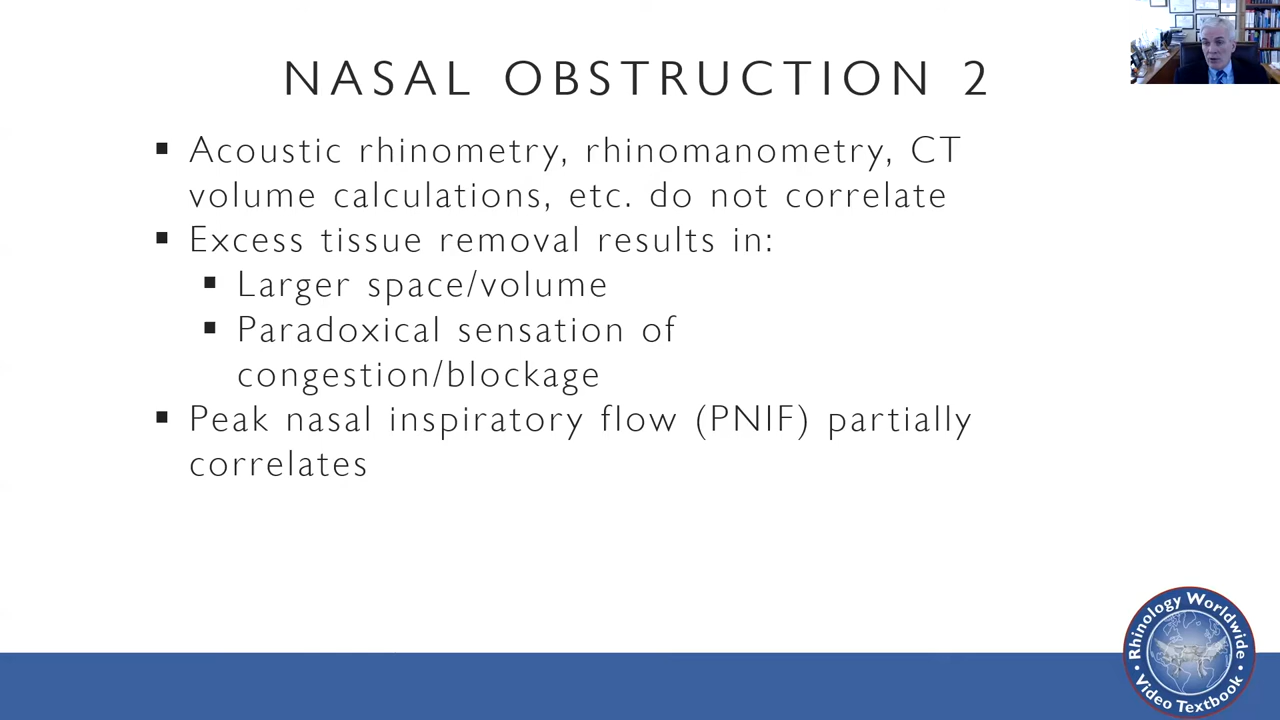 NASAL OBSTRUCTION 2
▪ Acoustic rhinometry, rhinomanometry, CT
volume calculations, etc. do not correlate
▪ Excess tissue removal results in:
▪ Larger space/volume
▪ Paradoxical sensation of
congestion/blockage
▪ Peak nasal inspiratory flow (PNIF) partially
correlates
Rhinology Worldwide
• Video Textbook •